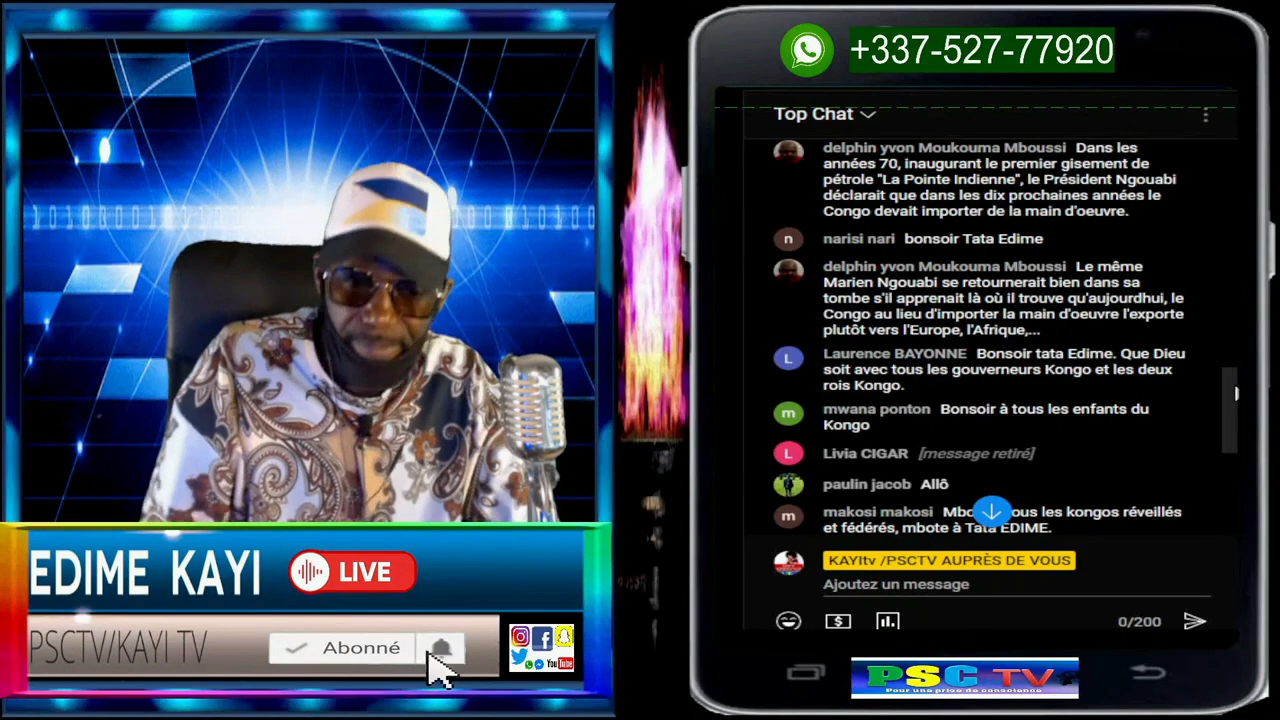 +337-527-77920
Top Chat
delphin yvon Moukouma Mboussi Dans les
années 70, inaugurant le premier gisement de
pétrole "La Pointe Indienne", le Président Ngouabi
déclarait que dans les dix prochaines années le
Congo devait importer de la main d'oeuvre.
n narisi nari bonsoir Tata Edime
delphin yvon Moukouma Mboussi Le même
Marien Ngouabi se retournerait bien dans sa
tombe s'il apprenait là où il trouve qu'aujourdhui, le
Congo au lieu d'importer la main d'oeuvre l'exporte
plutôt vers l'Europe, l'Afrique,...
L Laurence BAYONNE Bonsoir tata Edime. Que Dieu
soit avec tous les gouverneurs Kongo et les deux
rois Kongo.
m mwana ponton Bonsoir à tous les enfants du
Kongo
L Livia CIGAR [message retiré]
paulin jacob Allô
m makosi makosi ous les kongos réveillés
et fédérés, mbote à Tata EDIME.
KAYItv /PSCTV AUPRÈS DE VOUS
Ajoutez un message
0/200
PSC TV
Pour une prise de conscience
EDIME KAYI LIVE
PSCTV/KAYI TV Abonné
You Tube